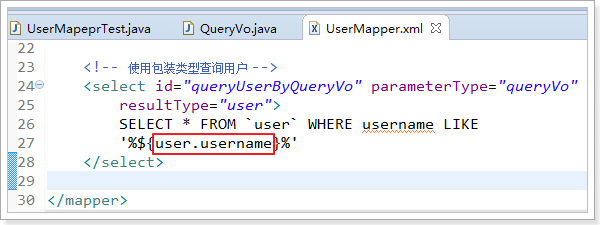 UserMapeprTest.java QueryVo.java UserMapper.xml
22
23 <!-- 使用包装类型查询用户 -->
24 <select id="queryUserByQueryVo" parameterType="queryVo"
25 resultType="user">
26 SELECT * FROM `user` WHERE username LIKE
27 '%${user.username}%'
28 </select>
29
30 </mapper>